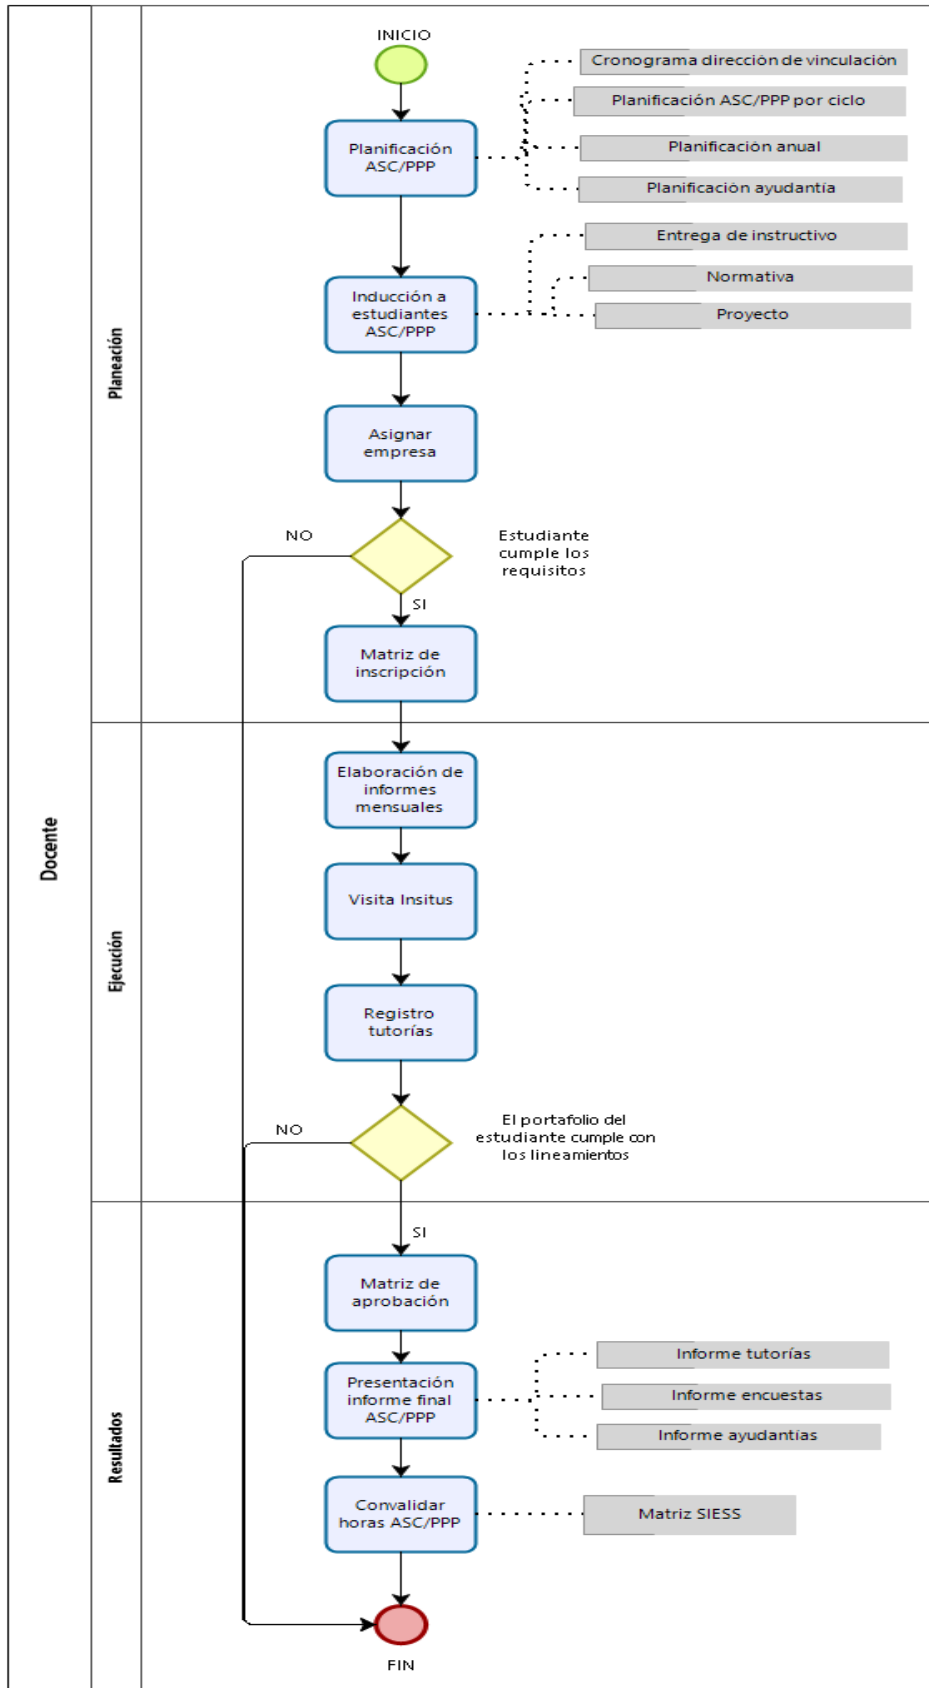 INICIO
Cronograma dirección de vinculación
Planificación ASC/PPP por ciclo
Planificación
ASC/PPP
Planificación anual
Planificación ayudantía
Entrega de instructivo
Inducción a
estudiantes
ASC/PPP
Normativa
Proyecto
Planeación
Asignar
empresa
NO
Estudiante
cumple los
requisitos
SI
Matriz de
inscripción
Docente
Ejecución
Elaboración de
informes
mensuales
Visita Insitus
Registro
tutorías
NO
El portafolio del
estudiante cumple con
los lineamientos
SI
Resultados
Matriz de
aprobación
Presentación
informe final
ASC/PPP
Informe tutorías
Informe encuestas
Informe ayudantías
Convalidar
horas ASC/PPP
Matriz SIESS
FIN